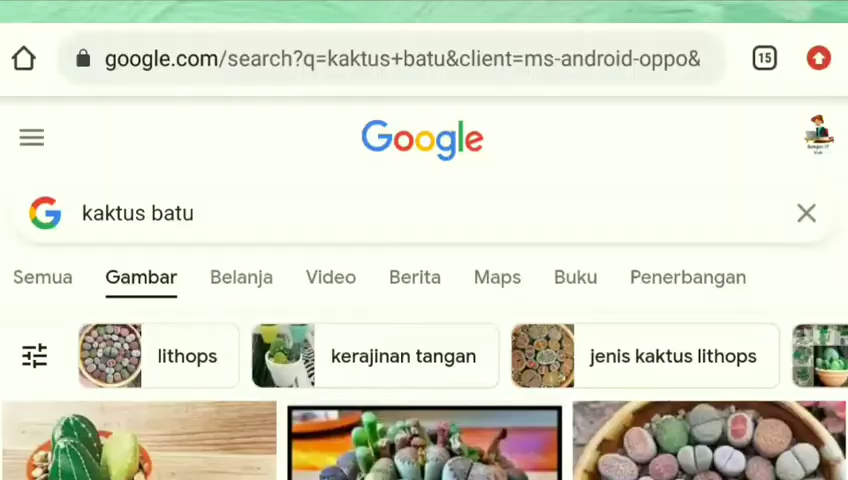 google.com/search?q=kaktus+batu&client=ms-android-oppo&
15
Google
kaktus batu
Semua Gambar Belanja Video Berita Maps Buku Penerbangan
lithops kerajinan tangan jenis kaktus lithops